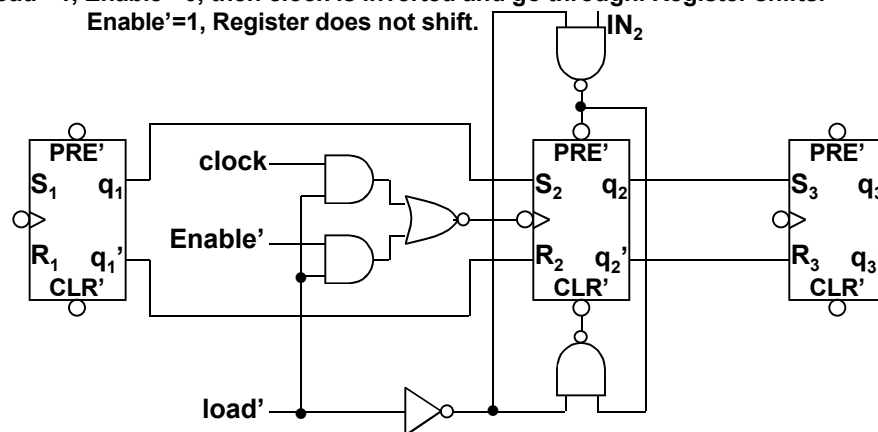 Enable’=1, Register does not shift.
IN₂
PRE’ PRE’ PRE’
clock
S₁ q₁ S₂ q₂ S₃
Enable’
R₁ q₁’ R₂ q₂’ R₃
CLR’ CLR’ CLR’
load’